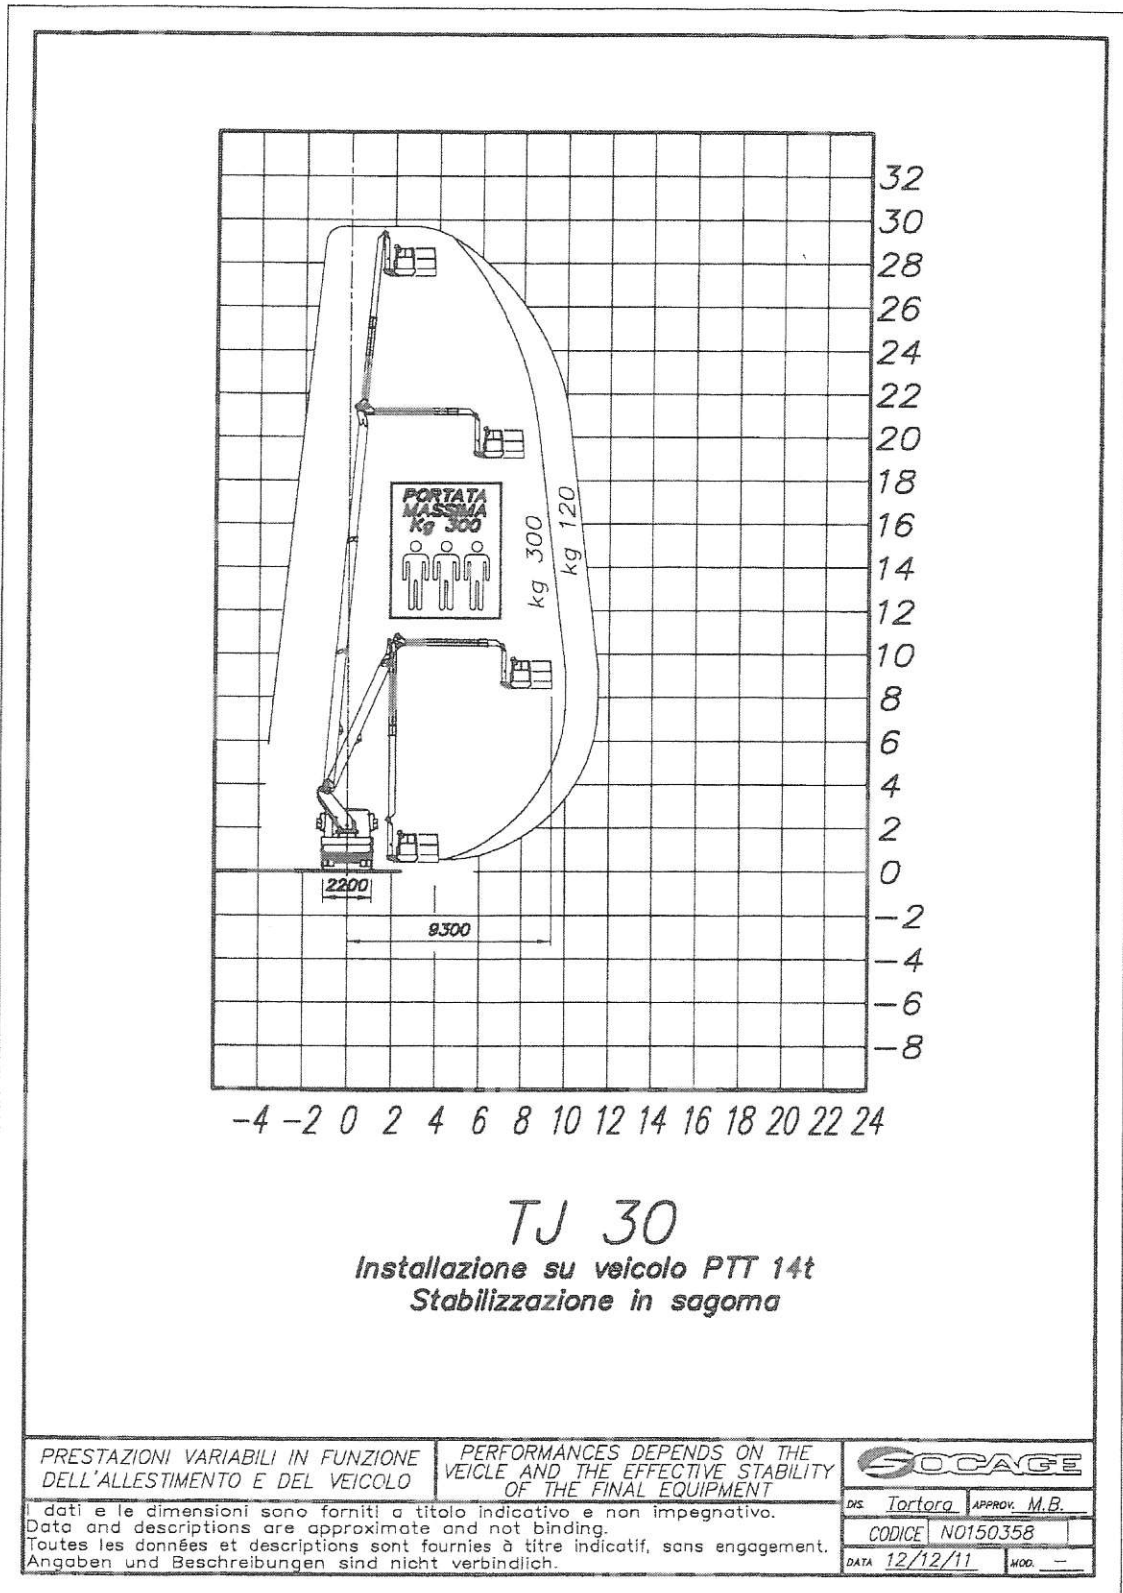 32
30
28
26
24
22
20
18
16
14
12
10
8
6
4
2
0
-2
-4
-6
-8
PORTATA
MASSIMA
Kg 300
kg 300
kg 120
2200
9300
-4 -2 0 2 4 6 8 10 12 14 16 18 20 22 24
TJ 30
Installazione su veicolo PTT 14t
Stabilizzazione in sagoma
PRESTAZIONI VARIABILI IN FUNZIONE
DELL'ALLESTIMENTO E DEL VEICOLO
PERFORMANCES DEPENDS ON THE
VEICLE AND THE EFFECTIVE STABILITY
OF THE FINAL EQUIPMENT
I dati e le dimensioni sono forniti a titolo indicativo e non impegnativo.
Data and descriptions are approximate and not binding.
Toutes les données et descriptions sont fournies à titre indicatif, sans engagement.
Angaben und Beschreibungen sind nicht verbindlich.
SOCAGE
DIS. Tortora APPROV. M.B.
CODICE N0150358
DATA 12/12/11 MOD. -